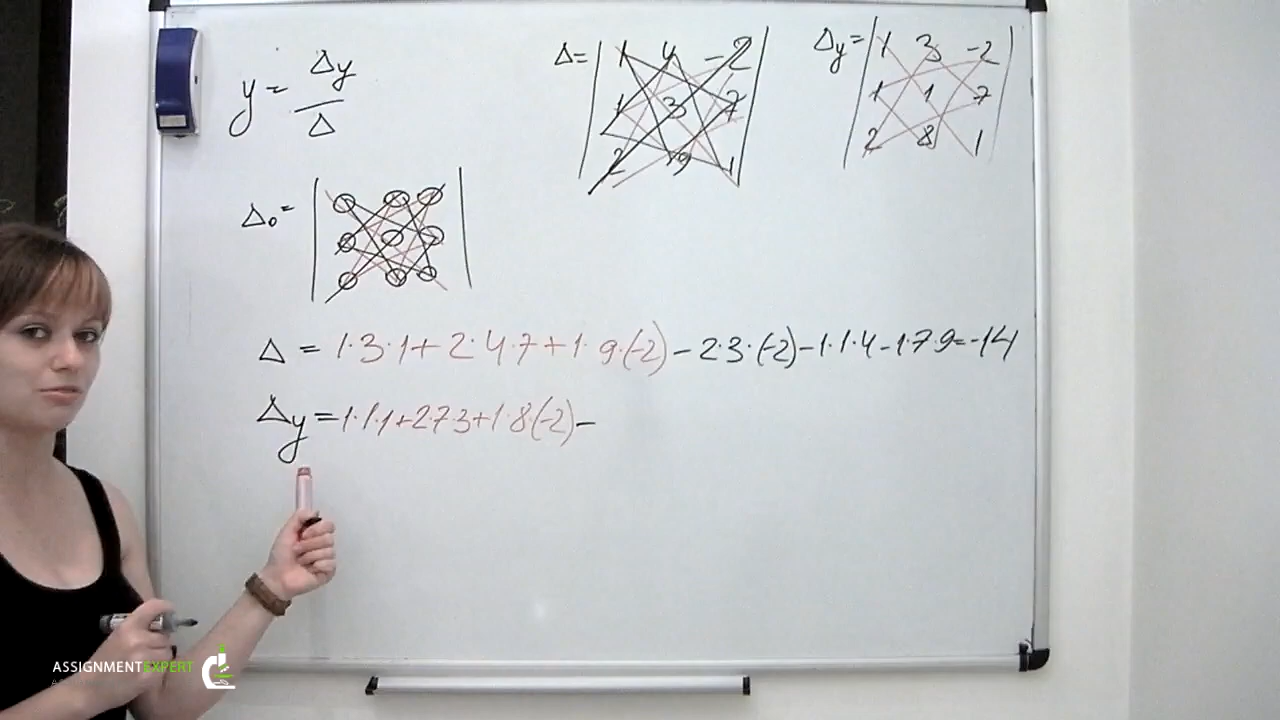 y = Δy / Δ
Δ = | 1 4 -2 |
| 1 3 7 |
| 2 9 1 |
Δy = | 1 3 -2 |
| 1 1 7 |
| 2 8 1 |
Δ₀ =
Δ = 1·3·1 + 2·4·7 + 1·9·(-2) - 2·3·(-2) - 1·1·4 - 1·7·9 = -14
Δy = 1·1·1 + 2·7·3 + 1·8·(-2) -
ASSIGNMENTEXPERT